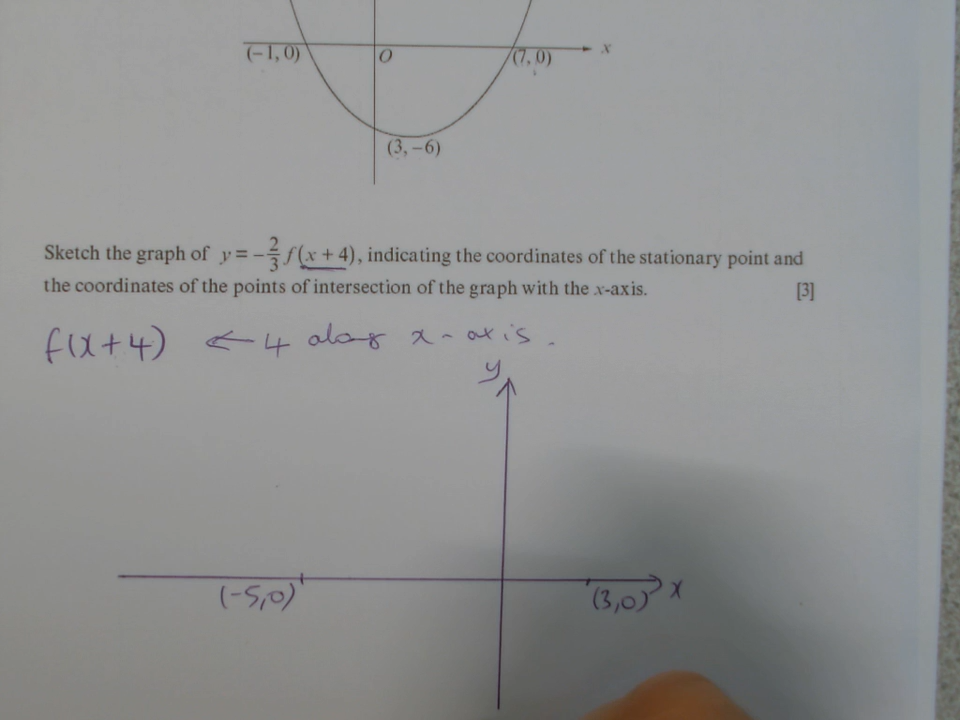 x
(−1, 0) O (7, 0)
(3, −6)
Sketch the graph of y = −2/3 f(x + 4), indicating the coordinates of the stationary point and
the coordinates of the points of intersection of the graph with the x-axis. [3]
f(x+4) ← 4 along x-axis.
y
(-5,0) (3,0) x